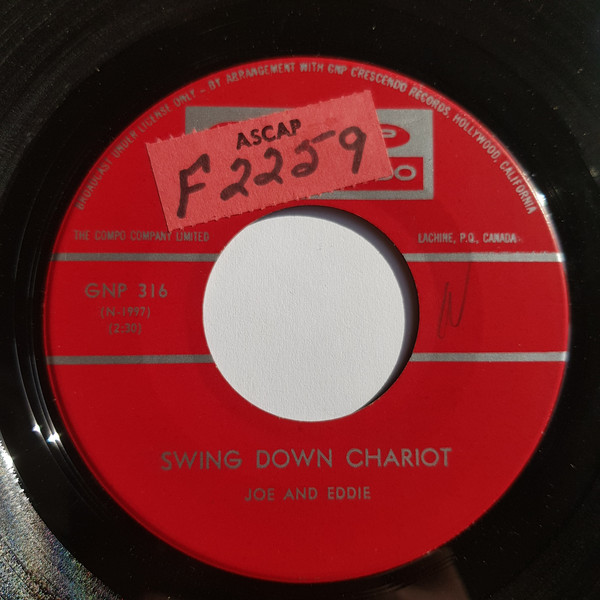 BROADCAST UNDER LICENSE ONLY - BY ARRANGEMENT WITH GNP CRESCENDO RECORDS, HOLLYWOOD, CALIFORNIA
ASCAP
F2259
THE COMPO COMPANY LIMITED
LACHINE, P.Q., CANADA
GNP 316
(N-1997)
(2:30)
N
SWING DOWN CHARIOT
JOE AND EDDIE